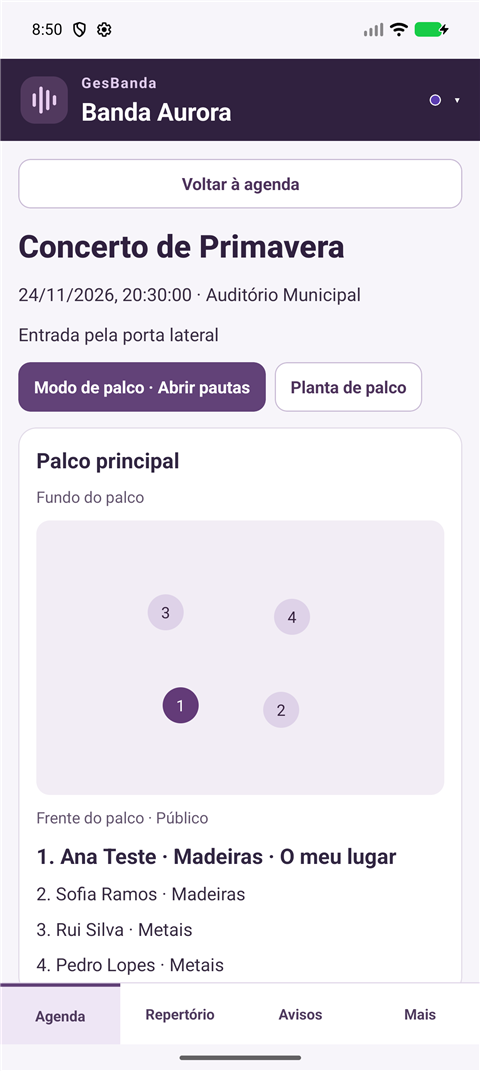 8:50
GesBanda
Banda Aurora
Voltar à agenda
Concerto de Primavera
24/11/2026, 20:30:00 · Auditório Municipal
Entrada pela porta lateral
Modo de palco · Abrir pautas
Planta de palco
Palco principal
Fundo do palco
3
4
1
2
Frente do palco · Público
1. Ana Teste · Madeiras · O meu lugar
2. Sofia Ramos · Madeiras
3. Rui Silva · Metais
4. Pedro Lopes · Metais
Agenda
Repertório
Avisos
Mais